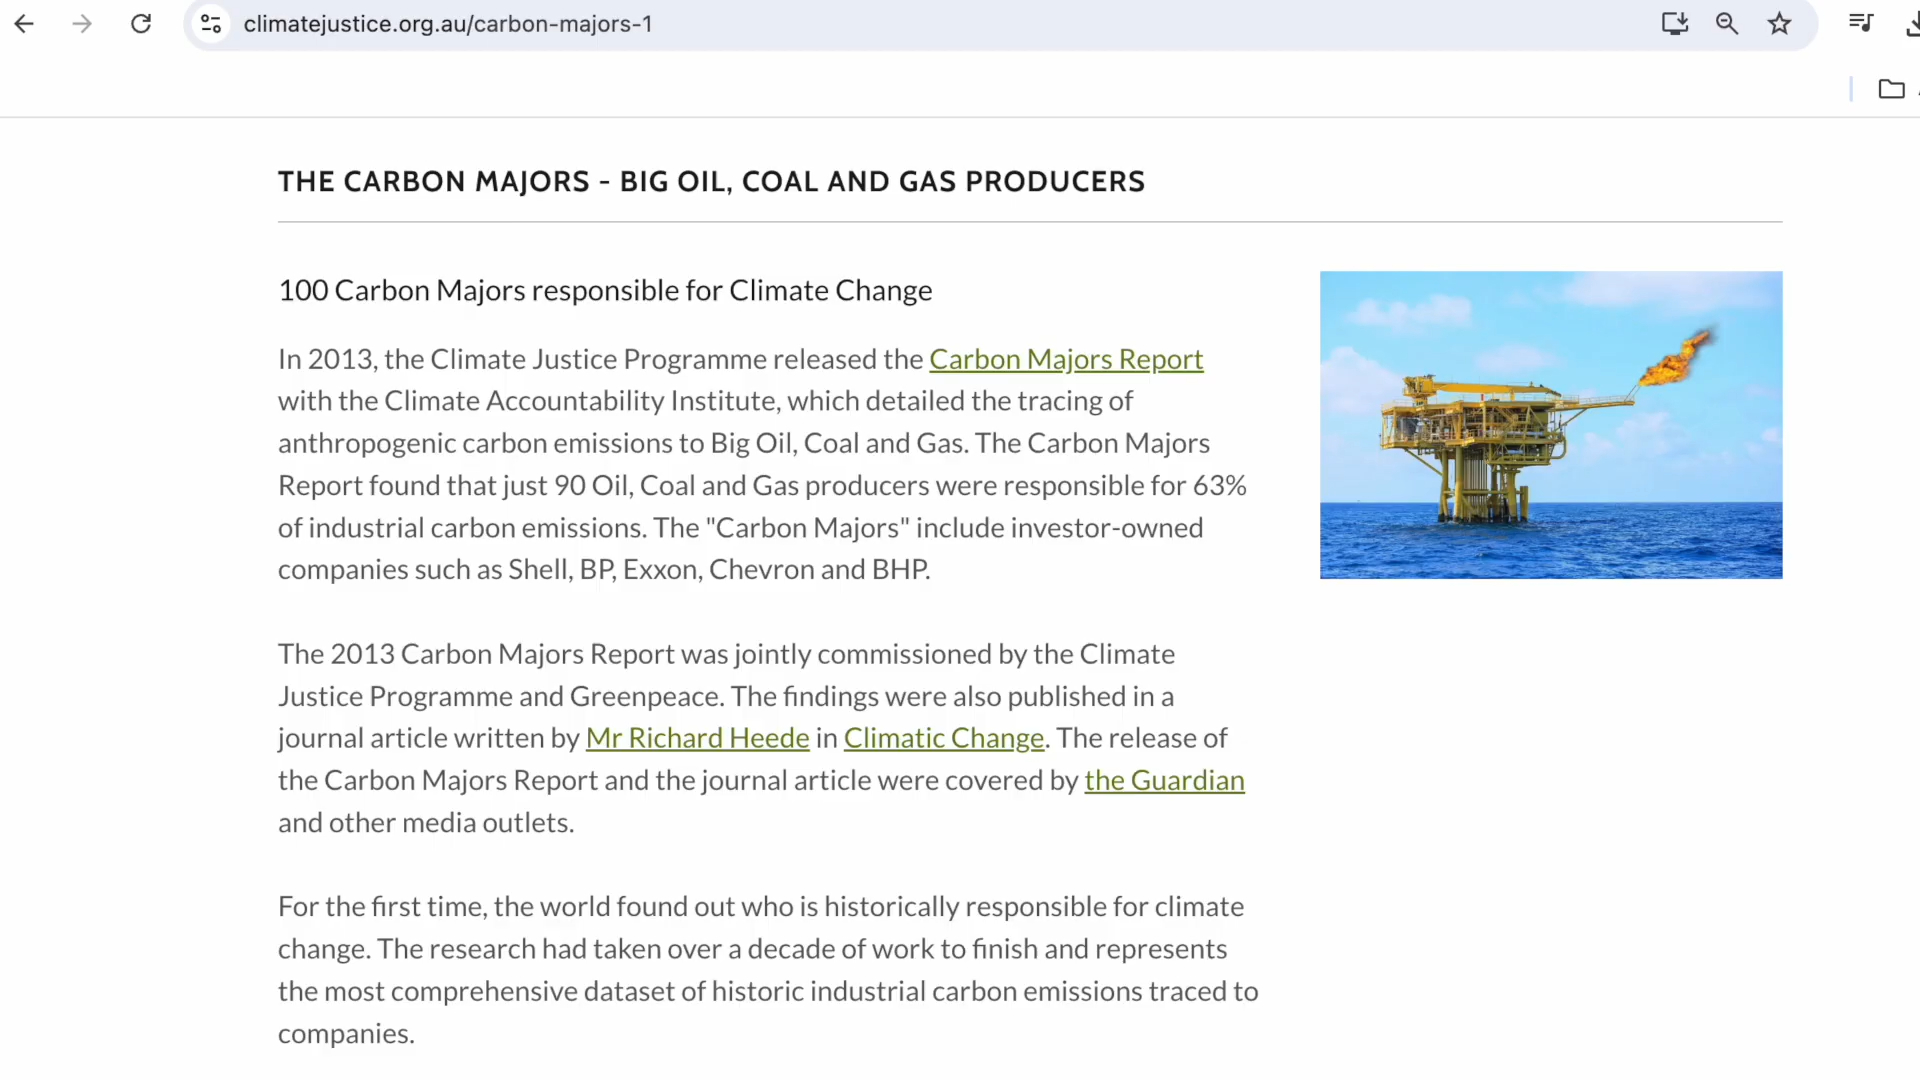 climatejustice.org.au/carbon-majors-1
THE CARBON MAJORS - BIG OIL, COAL AND GAS PRODUCERS
100 Carbon Majors responsible for Climate Change
In 2013, the Climate Justice Programme released the Carbon Majors Report
with the Climate Accountability Institute, which detailed the tracing of
anthropogenic carbon emissions to Big Oil, Coal and Gas. The Carbon Majors
Report found that just 90 Oil, Coal and Gas producers were responsible for 63%
of industrial carbon emissions. The "Carbon Majors" include investor-owned
companies such as Shell, BP, Exxon, Chevron and BHP.
The 2013 Carbon Majors Report was jointly commissioned by the Climate
Justice Programme and Greenpeace. The findings were also published in a
journal article written by Mr Richard Heede in Climatic Change. The release of
the Carbon Majors Report and the journal article were covered by the Guardian
and other media outlets.
For the first time, the world found out who is historically responsible for climate
change. The research had taken over a decade of work to finish and represents
the most comprehensive dataset of historic industrial carbon emissions traced to
companies.